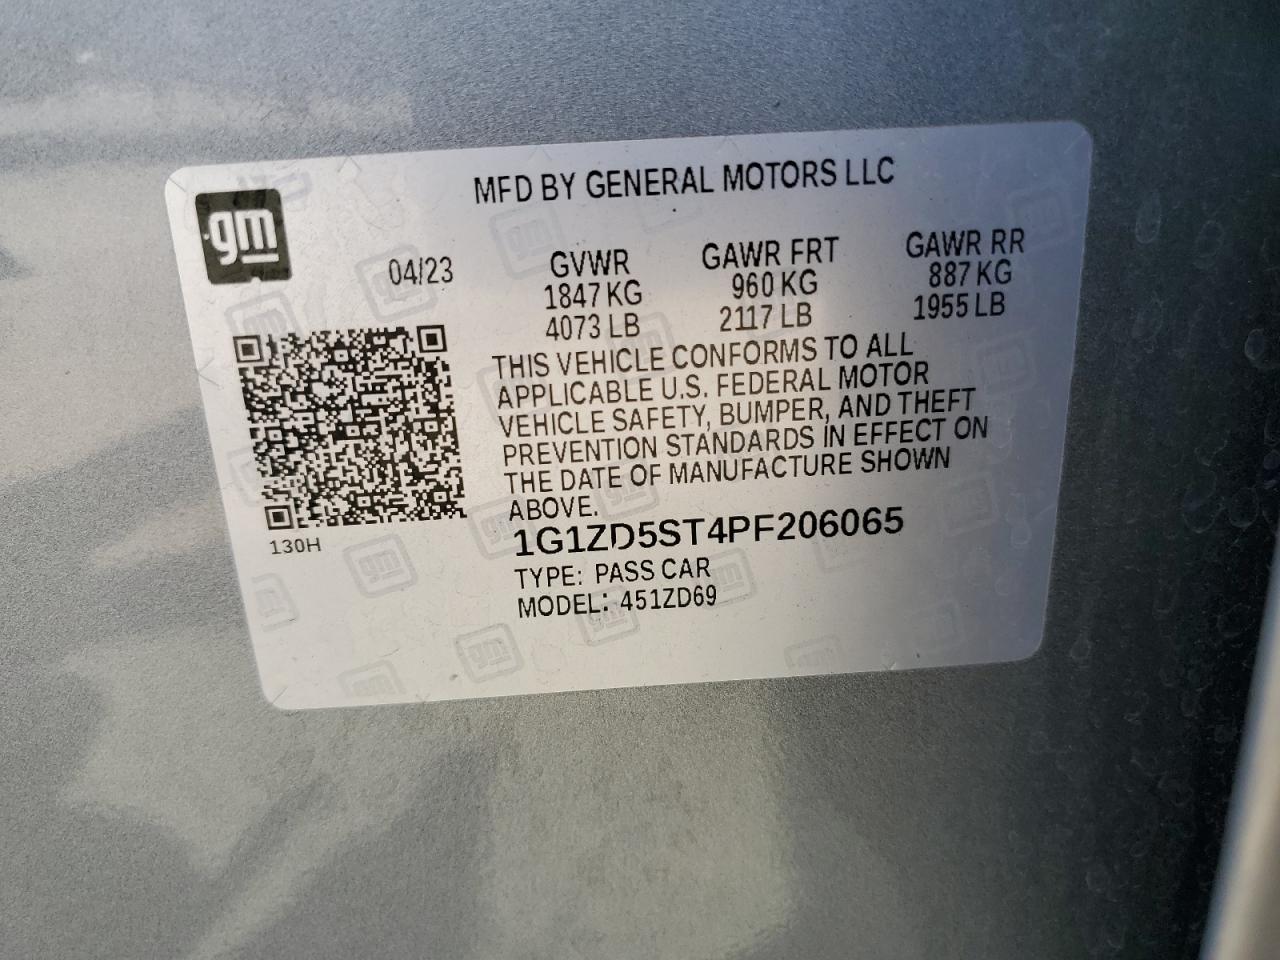 MFD BY GENERAL MOTORS LLC
gm
04/23 GVWR GAWR FRT GAWR RR
1847 KG 960 KG 887 KG
4073 LB 2117 LB 1955 LB
THIS VEHICLE CONFORMS TO ALL
APPLICABLE U.S. FEDERAL MOTOR
VEHICLE SAFETY, BUMPER, AND THEFT
PREVENTION STANDARDS IN EFFECT ON
THE DATE OF MANUFACTURE SHOWN
ABOVE.
130H
1G1ZD5ST4PF206065
TYPE: PASS CAR
MODEL: 451ZD69